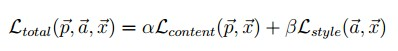 ℒ_total(p⃗, a⃗, x⃗) = αℒ_content(p⃗, x⃗) + βℒ_style(a⃗, x⃗)